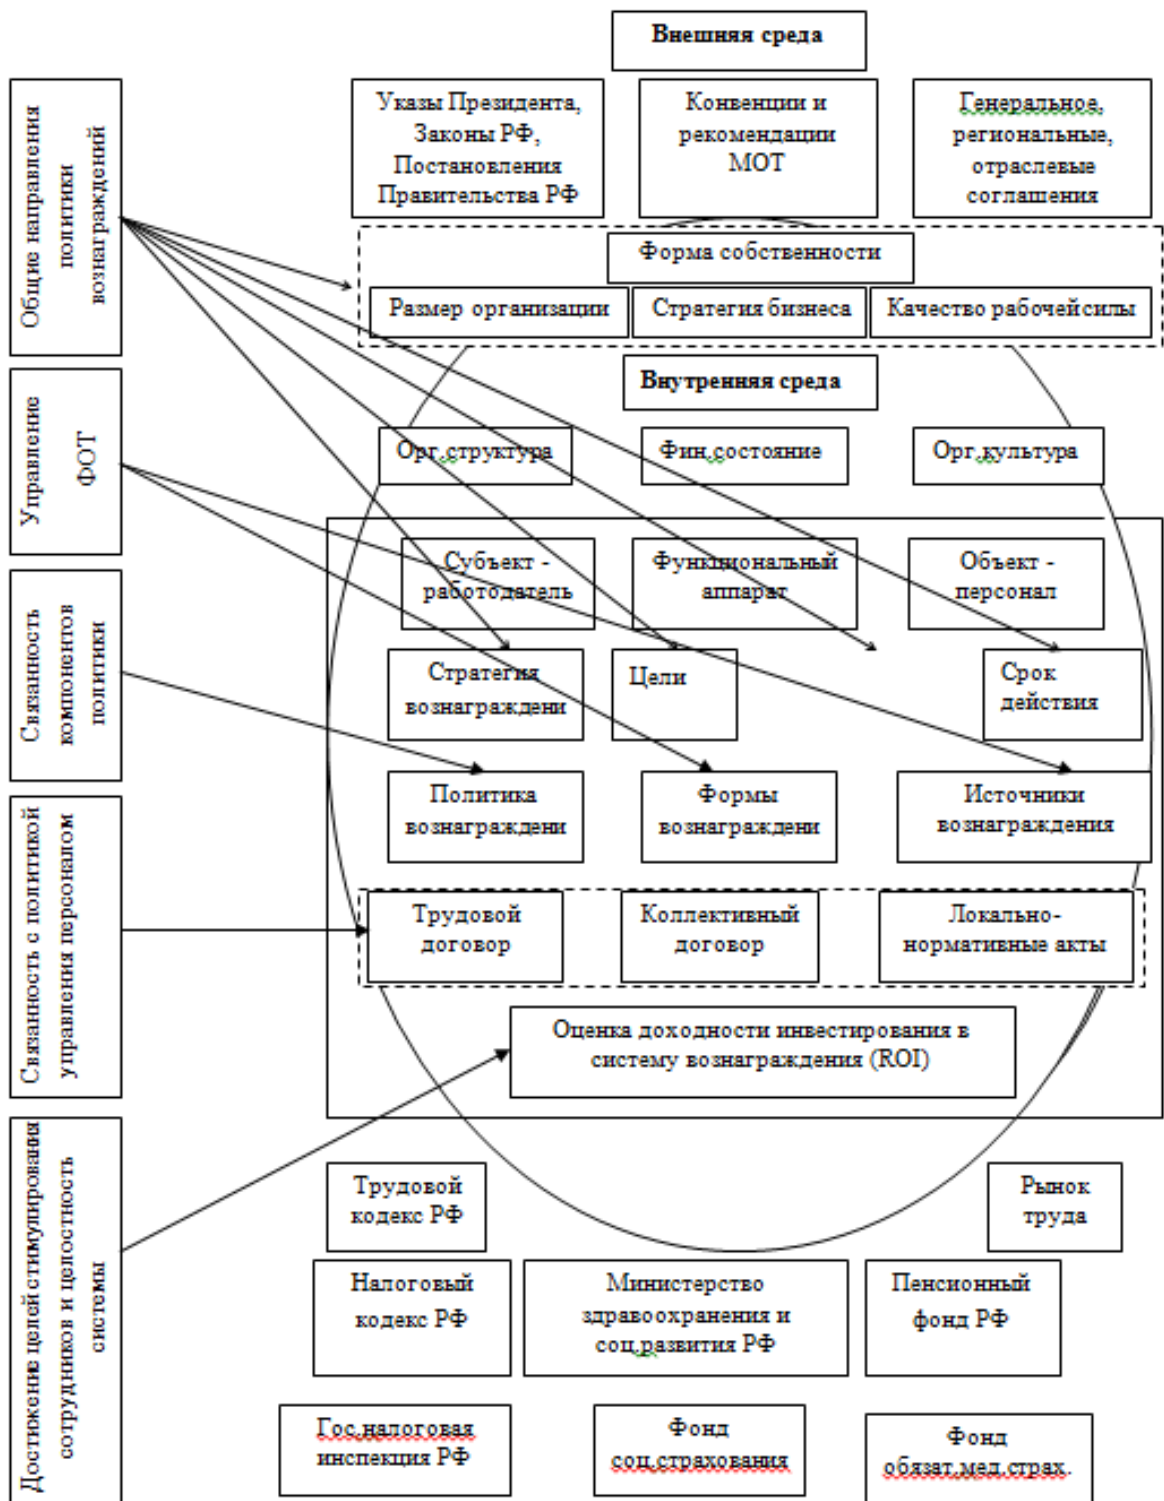 Внешняя среда
Указы Президента,
Законы РФ,
Постановления
Правительства РФ
Конвенции и
рекомендации
МОТ
Генеральное,
региональные,
отраслевые
соглашения
Форма собственности
Размер организации
Стратегия бизнеса
Качество рабочей силы
Внутренняя среда
Орг.структура
Фин.состояние
Орг.культура
Субъект -
работодатель
Функциональный
аппарат
Объект -
персонал
Стратегия
вознаграждени
Цели
Срок
действия
Политика
вознаграждени
Формы
вознаграждени
Источники
вознаграждения
Трудовой
договор
Коллективный
договор
Локально-
нормативные акты
Оценка доходности инвестирования в
систему вознаграждения (ROI)
Трудовой
кодекс РФ
Рынок
труда
Налоговый
кодекс РФ
Министерство
здравоохранения и
соц.развития РФ
Пенсионный
фонд РФ
Гос.налоговая
инспекция РФ
Фонд
соц.страхования
Фонд
обязат.мед.страх.
Общие направления
политики
вознаграждений
Управление
ФОТ
Связанность
компонентов
политики
Связанность с политикой
управления персоналом
Достижение целей стимулирования
сотрудников и целостность
системы